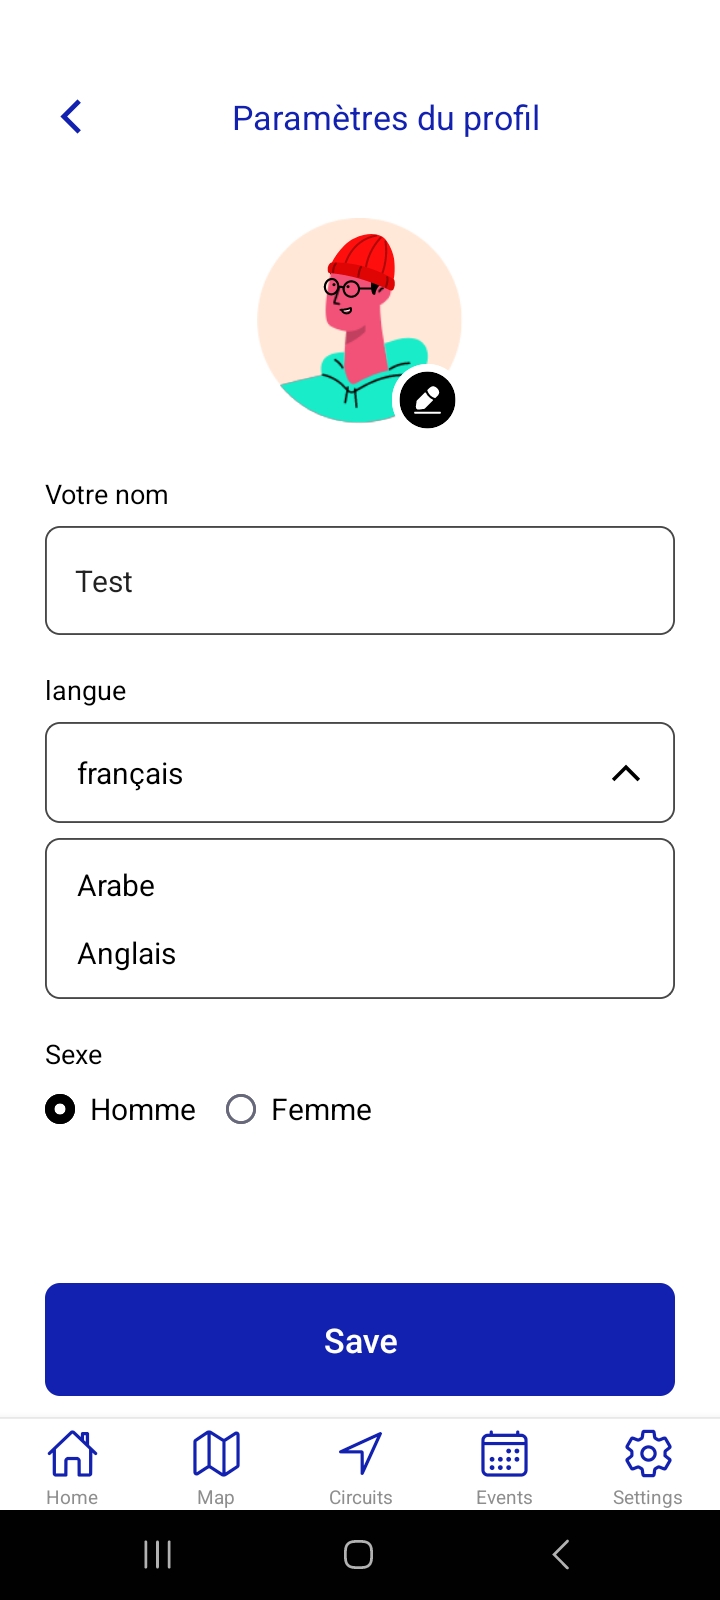 Paramètres du profil
Votre nom
Test
langue
français
Arabe
Anglais
Sexe
Homme Femme
Save
Home Map Circuits Events Settings